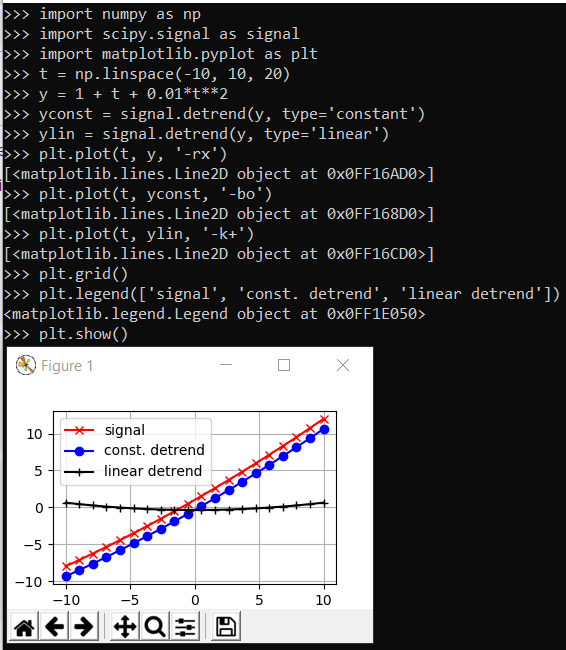 >>> import numpy as np
>>> import scipy.signal as signal
>>> import matplotlib.pyplot as plt
>>> t = np.linspace(-10, 10, 20)
>>> y = 1 + t + 0.01*t**2
>>> yconst = signal.detrend(y, type='constant')
>>> ylin = signal.detrend(y, type='linear')
>>> plt.plot(t, y, '-rx')
[<matplotlib.lines.Line2D object at 0x0FF16AD0>]
>>> plt.plot(t, yconst, '-bo')
[<matplotlib.lines.Line2D object at 0x0FF168D0>]
>>> plt.plot(t, ylin, '-k+')
[<matplotlib.lines.Line2D object at 0x0FF16CD0>]
>>> plt.grid()
>>> plt.legend(['signal', 'const. detrend', 'linear detrend'])
<matplotlib.legend.Legend object at 0x0FF1E050>
>>> plt.show()
Figure 1
signal
const. detrend
linear detrend
10
5
0
−5
−10
−10 −5 0 5 10